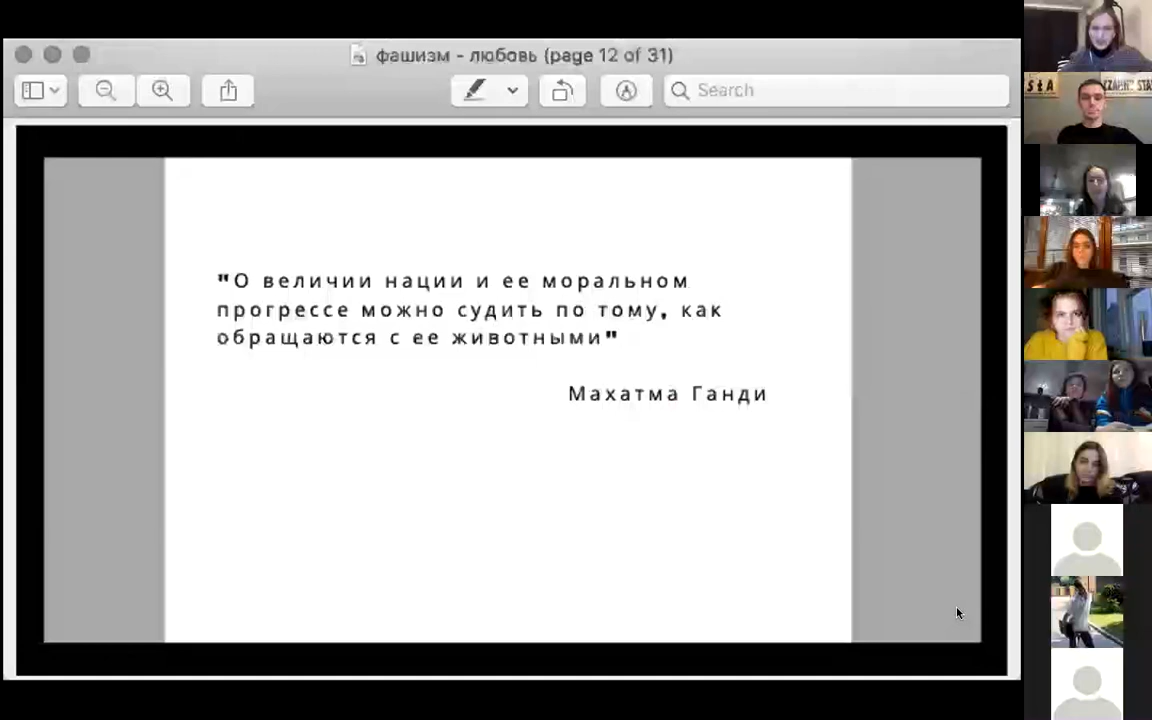 фашизм - любовь (page 12 of 31)
Search
"О величии нации и ее моральном
прогрессе можно судить по тому, как
обращаются с ее животными"
Махатма Ганди